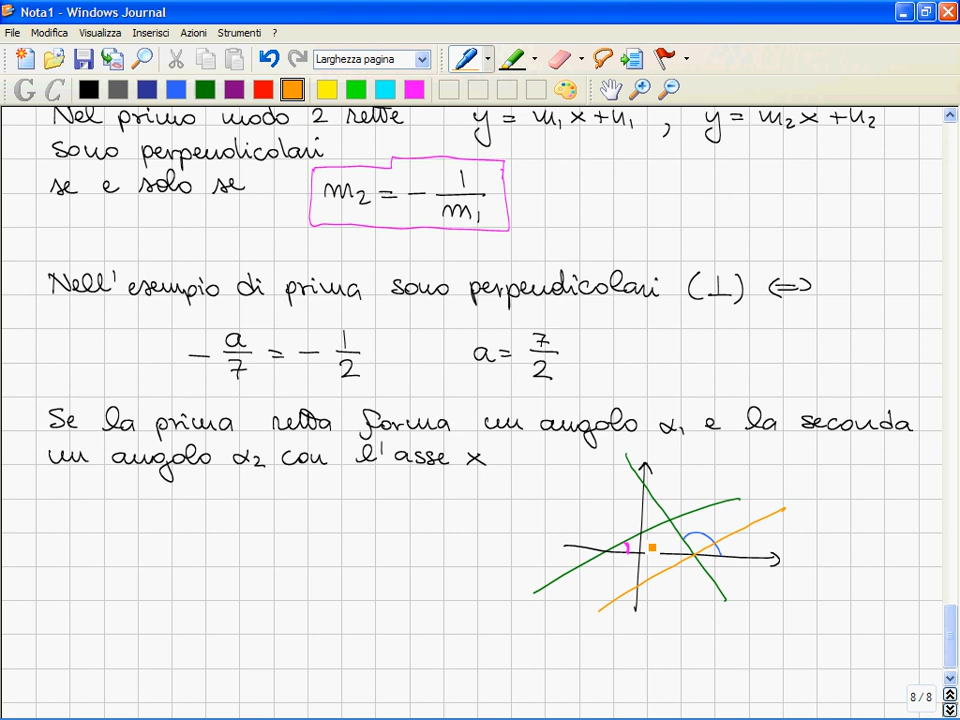 Nota1 - Windows Journal
File Modifica Visualizza Inserisci Azioni Strumenti ?
Larghezza pagina
G C
Nel primo modo 2 rette y = m₁x+n₁ , y = m₂x+n₂
sono perpendicolari
se e solo se m₂ = - 1/m₁
Nell'esempio di prima sono perpendicolari (⊥) ⇔
- a/7 = - 1/2 a = 7/2
Se la prima retta forma un angolo α₁ e la seconda
un angolo α₂ con l'asse x
8 / 8